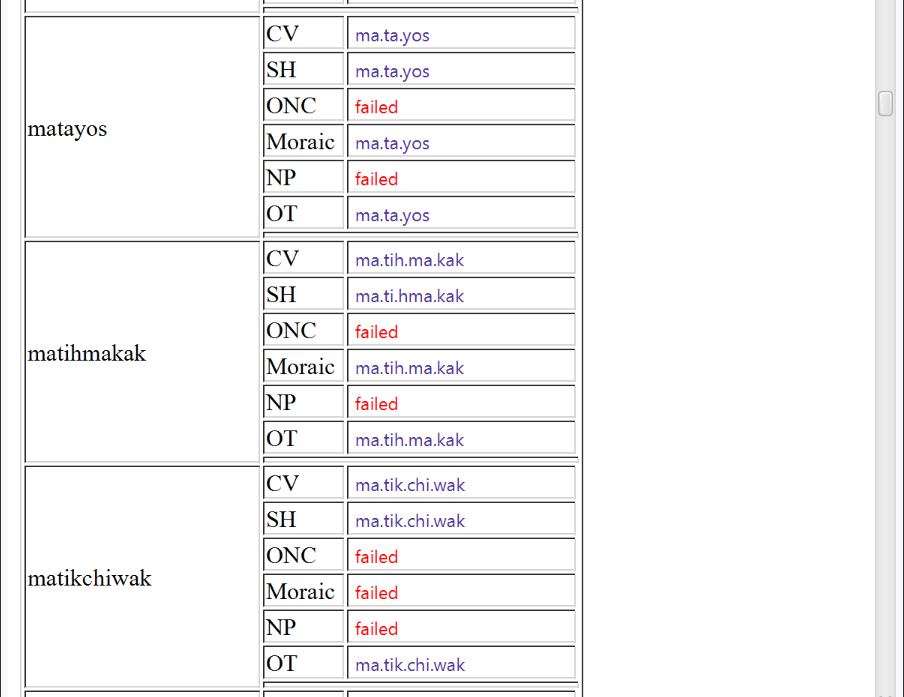 matayos
CV ma.ta.yos
SH ma.ta.yos
ONC failed
Moraic ma.ta.yos
NP failed
OT ma.ta.yos
matihmakak
CV ma.tih.ma.kak
SH ma.ti.hma.kak
ONC failed
Moraic ma.tih.ma.kak
NP failed
OT ma.tih.ma.kak
matikchiwak
CV ma.tik.chi.wak
SH ma.tik.chi.wak
ONC failed
Moraic failed
NP failed
OT ma.tik.chi.wak